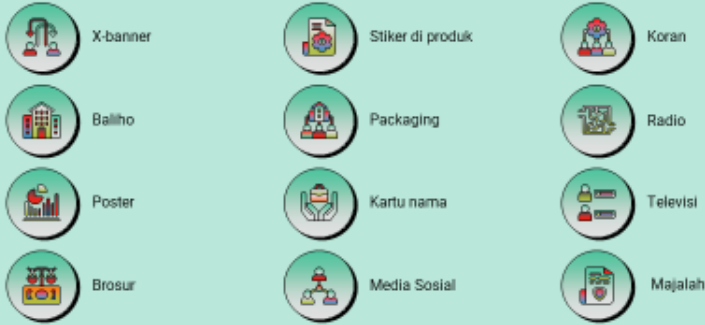 X-banner
Baliho
Poster
Brosur
Stiker di produk
Packaging
Kartu nama
Media Sosial
Koran
Radio
Televisi
Majalah